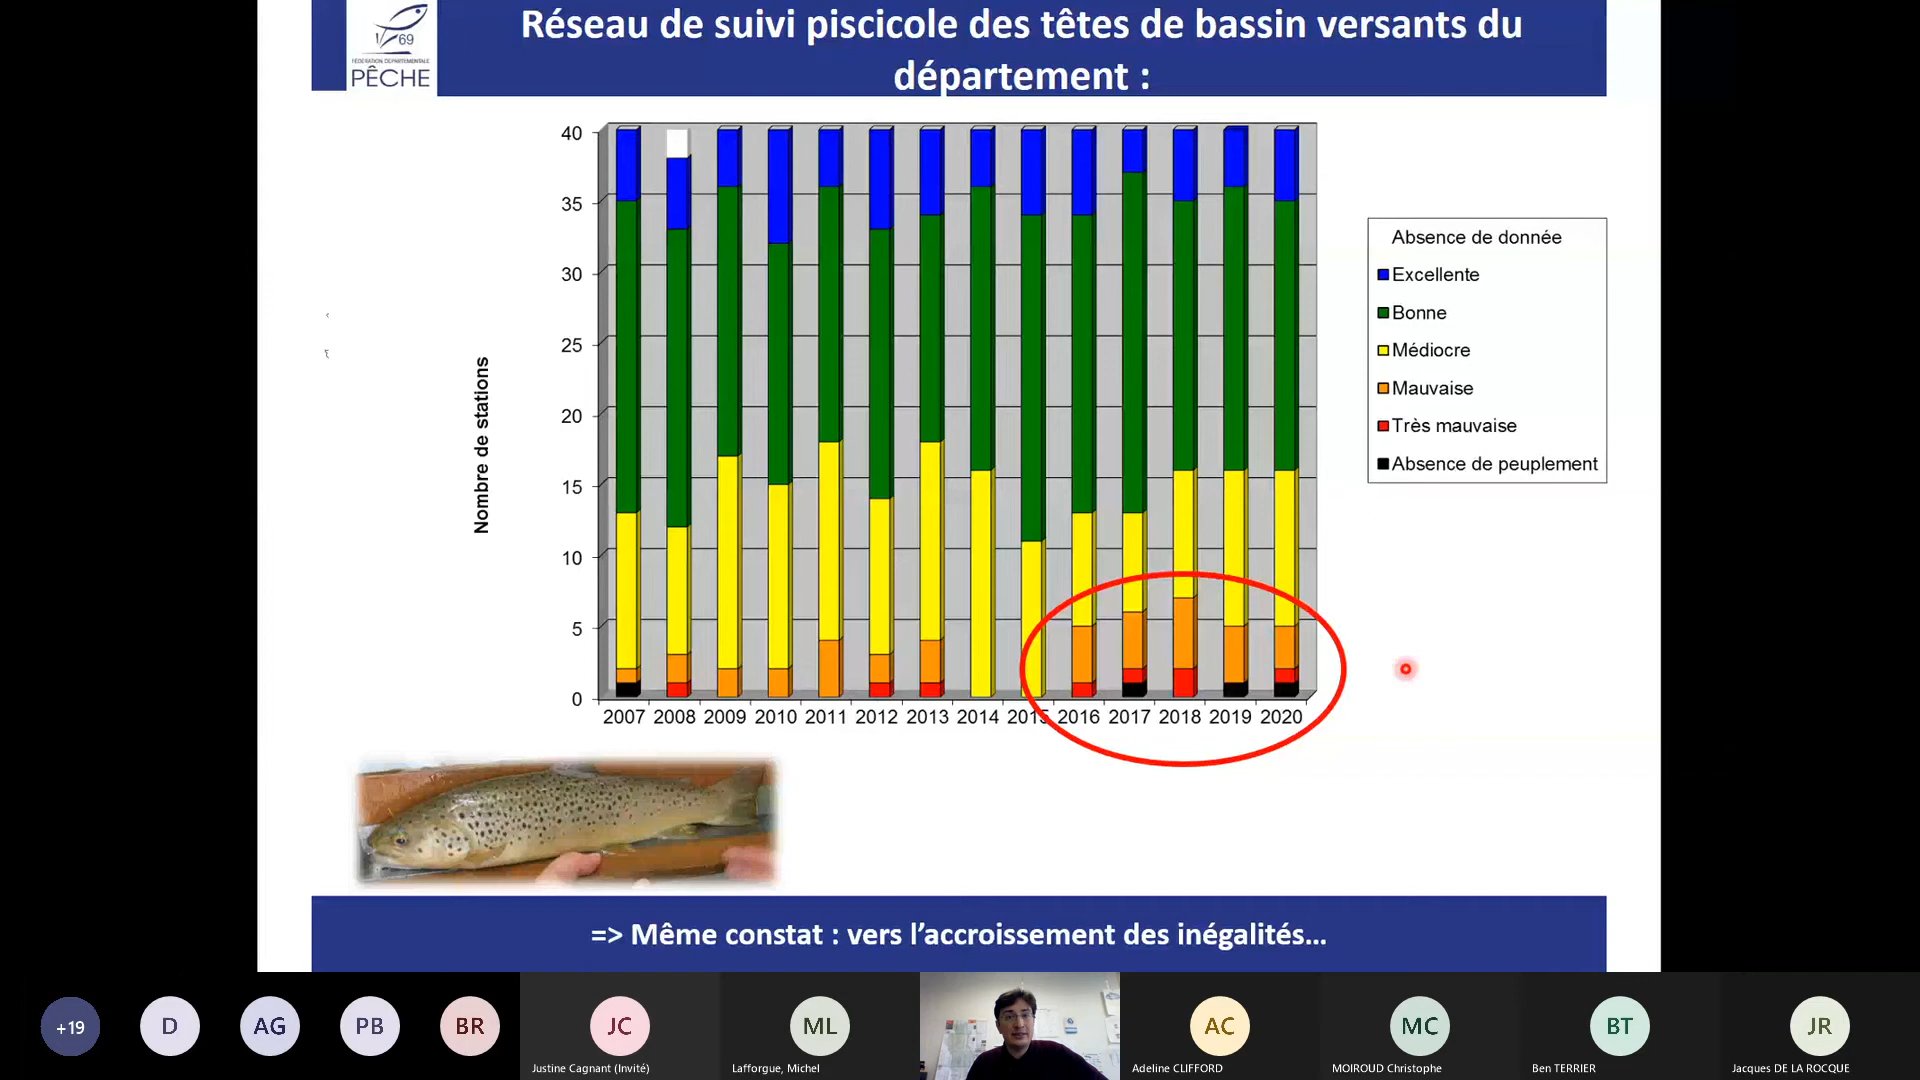 69
FÉDÉRATION DÉPARTEMENTALE
PÊCHE
Réseau de suivi piscicole des têtes de bassin versants du
département :
Nombre de stations
40
35
30
25
20
15
10
5
0
2007 2008 2009 2010 2011 2012 2013 2014 2015 2016 2017 2018 2019 2020
Absence de donnée
Excellente
Bonne
Médiocre
Mauvaise
Très mauvaise
Absence de peuplement
=> Même constat : vers l’accroissement des inégalités...
+19 D AG PB BR JC ML AC MC BT JR
Justine Cagnant (Invité) Lafforgue, Michel Adeline CLIFFORD MOIROUD Christophe Ben TERRIER Jacques DE LA ROCQUE